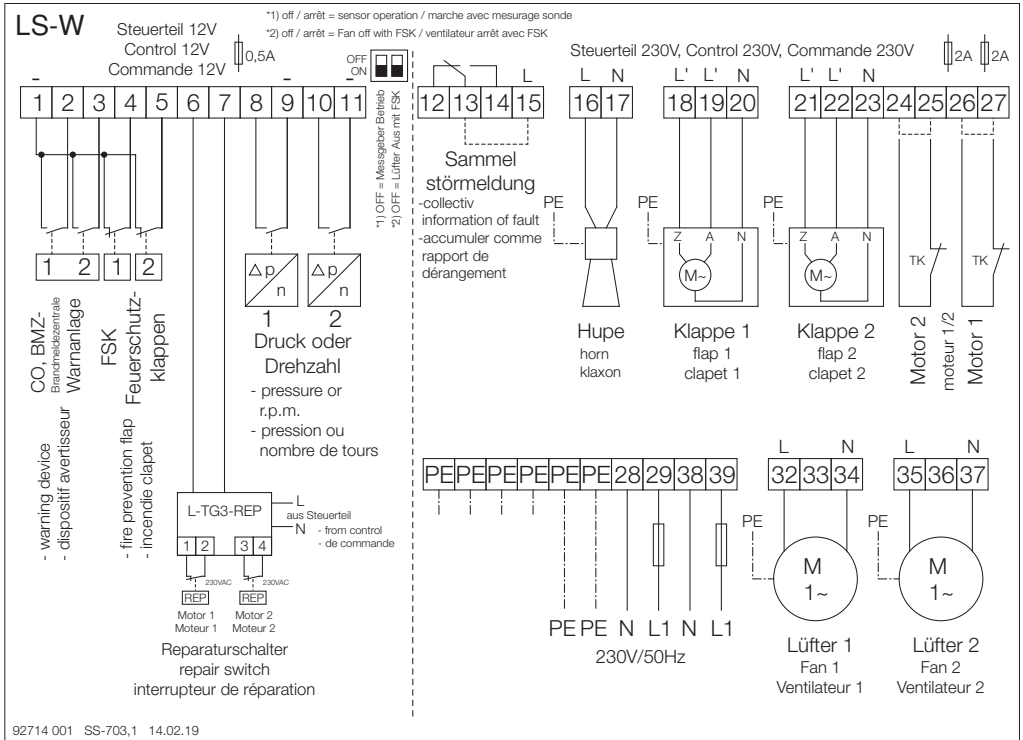 LS-W
Steuerteil 12V
Control 12V
Commande 12V
0,5A
*1) off / arrêt = sensor operation / marche avec mesurage sonde
*2) off / arrêt = Fan off with FSK / ventilateur arrêt avec FSK
OFF
ON
Steuerteil 230V, Control 230V, Commande 230V
2A 2A
- - -
1 2 3 4 5 6 7 8 9 10 11
*1) OFF = Messgeber Betrieb
*2) OFF = Lüfter Aus mit FSK
L
12 13 14 15
L N
16 17
L' L' N
18 19 20
L' L' N
21 22 23 24 25 26 27
Sammel
störmeldung
-collectiv
information of fault
-accumuler comme
rapport de
dérangement
PE
PE
Z A N
M~
PE
Z A N
M~
TK
TK
1 2
1
2
Δp
n
Δp
n
1 2
CO, BMZ-
Brandmeldezentrale
Warnanlage
- warning device
- dispositif avertisseur
FSK
Feuerschutz-
klappen
- fire prevention flap
- incendie clapet
Druck oder
Drehzahl
- pressure or
r.p.m.
- pression ou
nombre de tours
Hupe
horn
klaxon
Klappe 1
flap 1
clapet 1
Klappe 2
flap 2
clapet 2
Motor 2
moteur 1/2
Motor 1
L-TG3-REP
L
aus Steuerteil
N
- from control
- de commande
1 2 3 4
230VAC
230VAC
REP
REP
Motor 1
Moteur 1
Motor 2
Moteur 2
Reparaturschalter
repair switch
interrupteur de réparation
PE PE PE PE PE PE 28 29 38 39
PE PE N L1 N L1
230V/50Hz
L N
32 33 34
PE
M
1~
Lüfter 1
Fan 1
Ventilateur 1
L N
35 36 37
PE
M
1~
Lüfter 2
Fan 2
Ventilateur 2
92714 001 SS-703,1 14.02.19